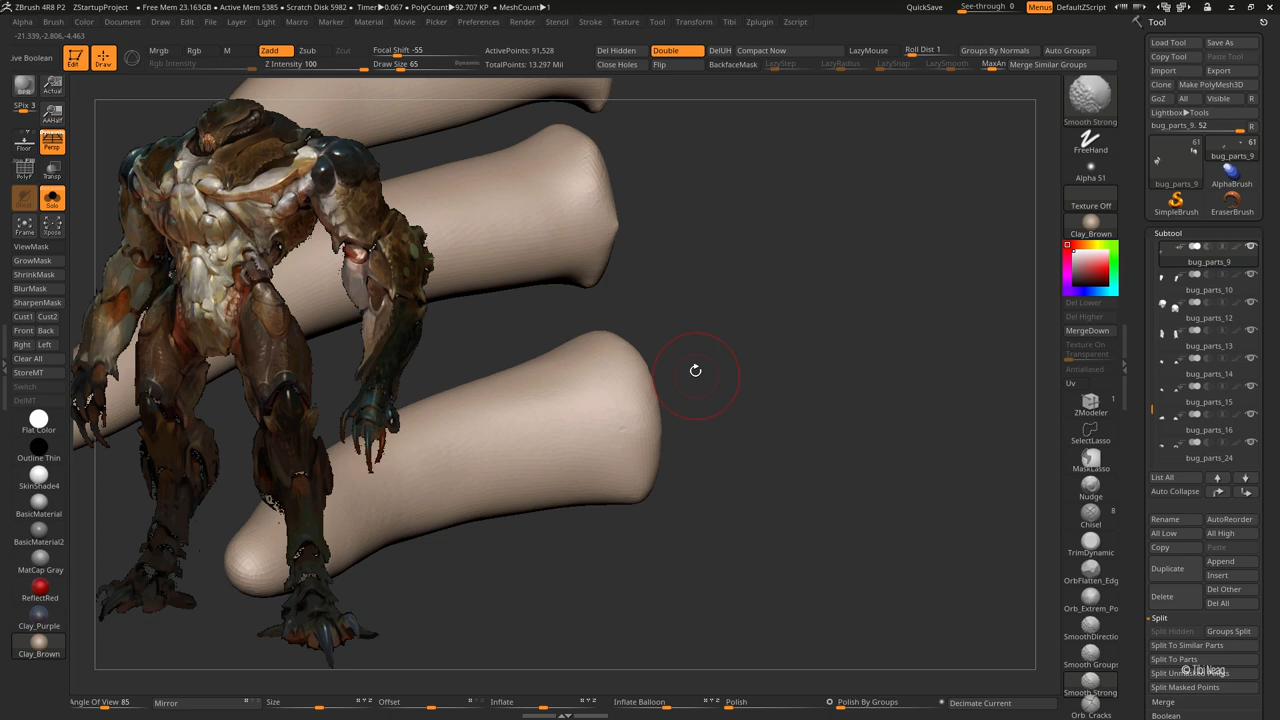 ZBrush 4R8 P2 ZStartupProject • Free Mem 23.163GB • Active Mem 5385 • Scratch Disk 5982 • Timer▶0.067 • PolyCount▶92.707 KP • MeshCount▶1 QuickSave See-through 0 Menus DefaultZScript
Alpha Brush Color Document Draw Edit File Layer Light Macro Marker Material Movie Picker Preferences Render Stencil Stroke Texture Tool Transform Zplugin Zscript
-21.339,-2.806,-4.463
Boolean Edit Draw Mrgb Rgb M Zadd Zsub Zcut Focal Shift -55 ActivePoints: 91,528 Del Hidden Double DelUH Compact Now LazyMouse Roll Dist 1 Groups By Normals Auto Groups
Rgb Intensity Z Intensity 100 Draw Size 65 Dynamic TotalPoints: 13.297 Mil Close Holes Flip BackfaceMask LazyStep LazyRadius LazySnap LazySmooth MaxAn Merge Similar Groups
BPR Actual
SPix 3 AAHalf
Floor Persp
PolyF Transp
Solo
Frame Xpose
ViewMask
GrowMask
ShrinkMask
BlurMask
SharpenMask
Cust1 Cust2
Front Back
Rght Left
Clear All
StoreMT
Switch
DelMT
Flat Color
Outline Thin
SkinShade4
BasicMaterial
BasicMaterial2
MatCap Gray
ReflectRed
Clay_Purple
Clay_Brown
Smooth Strong
FreeHand
Alpha 51
Texture Off
Clay_Brown
Del Lower
Del Higher
MergeDown
Texture On
Transparent
Antialiased
Uv
1
ZModeler
SelectLasso
MaskLasso
Nudge
8
Chisel
TrimDynamic
OrbFlatten_Edg
Orb_Extrem_Po
SmoothDirectio
Smooth Groups
Smooth Strong
Orb_Cracks
Tool
Load Tool Save As
Copy Tool Paste Tool
Import Export
Clone Make PolyMesh3D
GoZ All Visible R
Lightbox▶Tools
bug_parts_9. 52 R
61 61
bug_parts_9
bug_parts_9 AlphaBrush
SimpleBrush EraserBrush
Subtool
bug_parts_9
bug_parts_10
bug_parts_12
bug_parts_13
bug_parts_14
bug_parts_15
bug_parts_16
bug_parts_24
List All
Auto Collapse
Rename AutoReorder
All Low All High
Copy Paste
Duplicate Append
Insert
Delete Del Other
Del All
Split
Split Hidden Groups Split
Split To Similar Parts
Split To Parts
Split Unmasked Points
© Tibi Neag
Split Masked Points
Merge
Boolean
Angle Of View 85 Mirror Size Offset Inflate Inflate Balloon Polish Polish By Groups Decimate Current